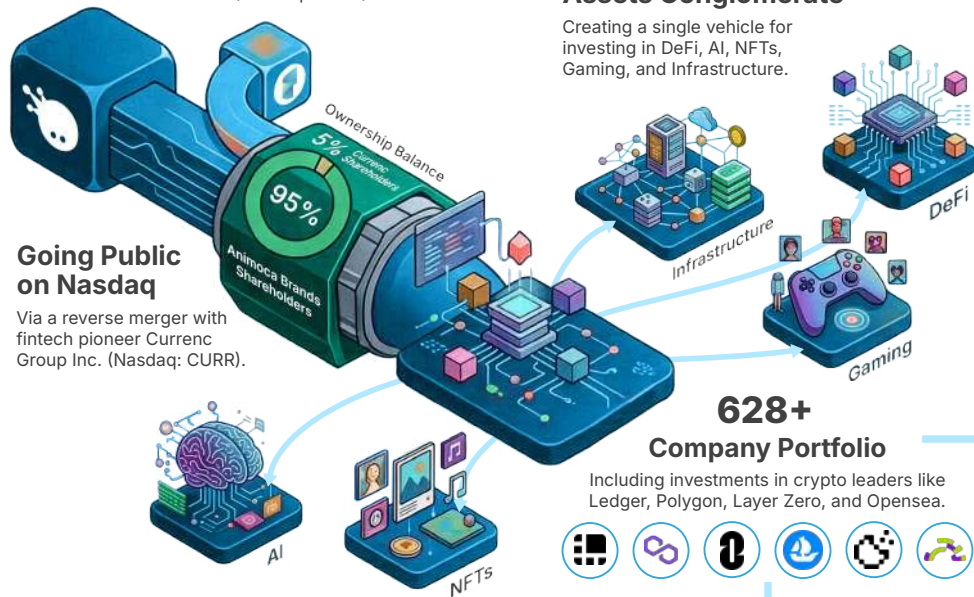 Assets Conglomerate
Creating a single vehicle for
investing in DeFi, AI, NFTs,
Gaming, and Infrastructure.
Ownership Balance
5% Currenc
Shareholders
95%
Animoca Brands
Shareholders
Infrastructure
DeFi
Going Public
on Nasdaq
Via a reverse merger with
fintech pioneer Currenc
Group Inc. (Nasdaq: CURR).
Gaming
628+
Company Portfolio
Including investments in crypto leaders like
Ledger, Polygon, Layer Zero, and Opensea.
AI
NFTs